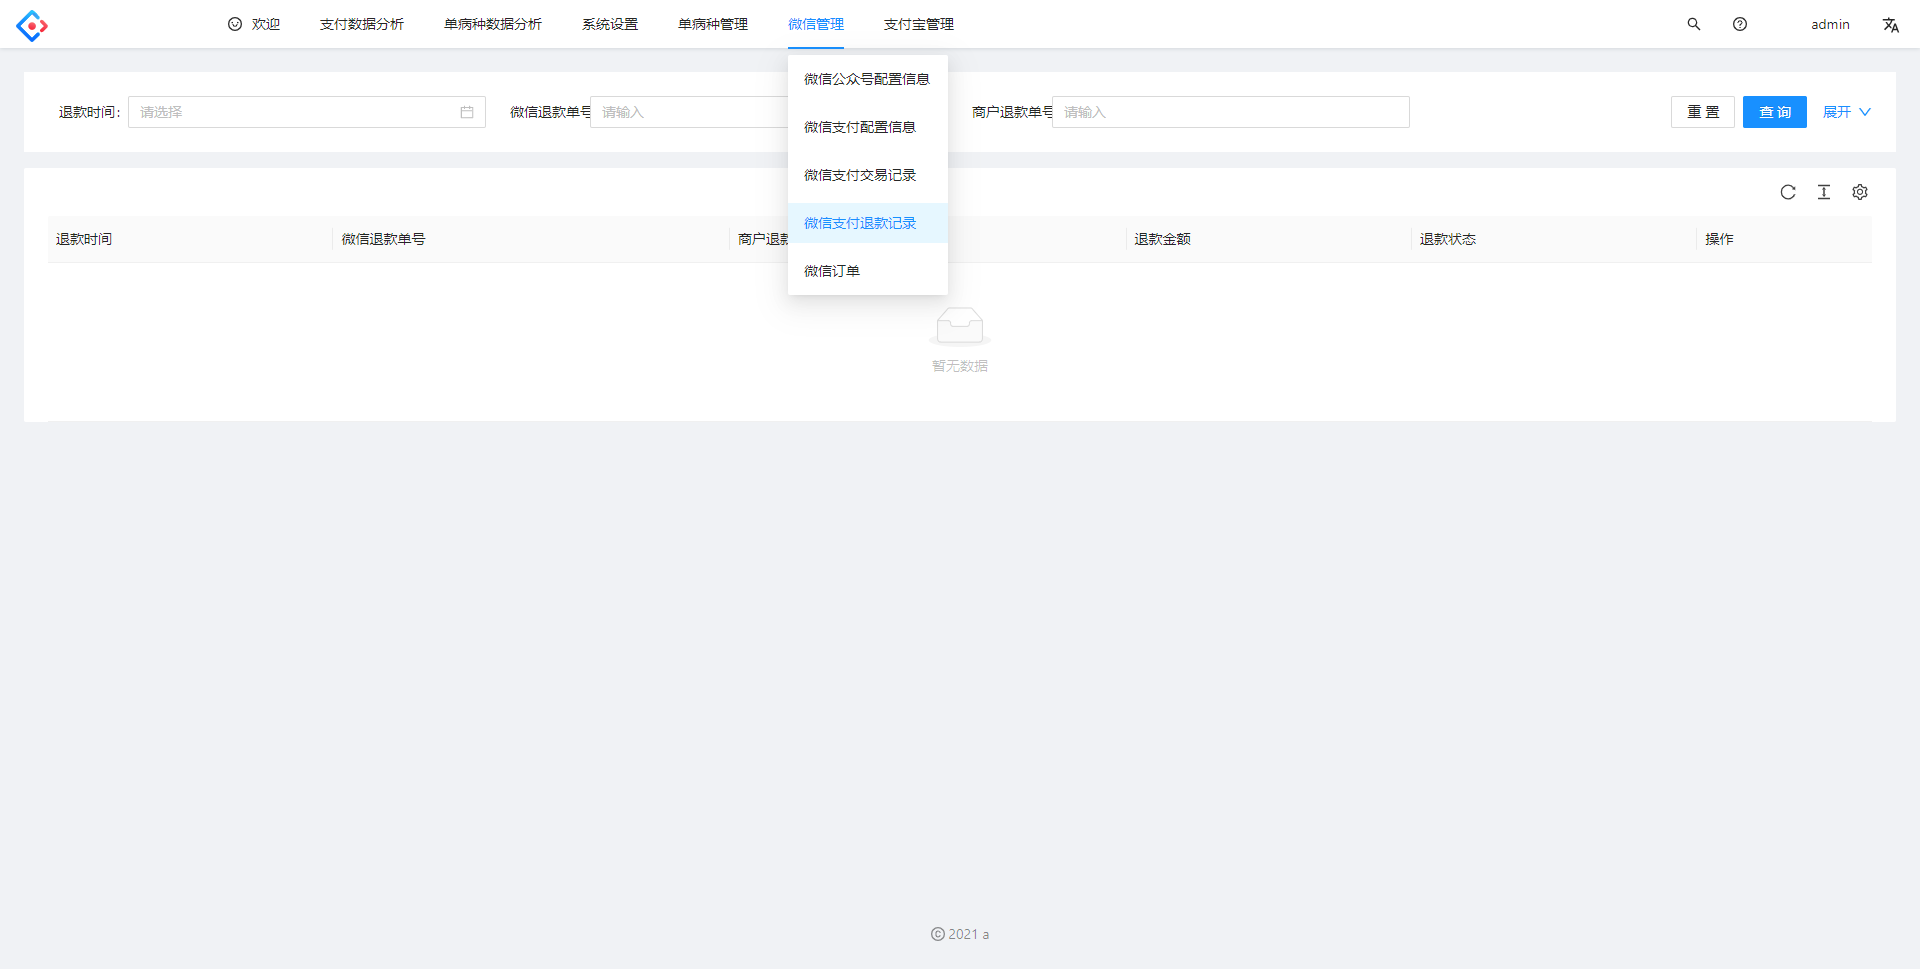 欢迎 支付数据分析 单病种数据分析 系统设置 单病种管理 微信管理 支付宝管理 admin
微信公众号配置信息
退款时间: 请选择 微信退款单号 请输入 商户退款单号 请输入 重置 查询 展开
微信支付配置信息
微信支付交易记录
微信支付退款记录
退款时间 微信退款单号 商户退款 退款金额 退款状态 操作
微信订单
暂无数据
© 2021 a